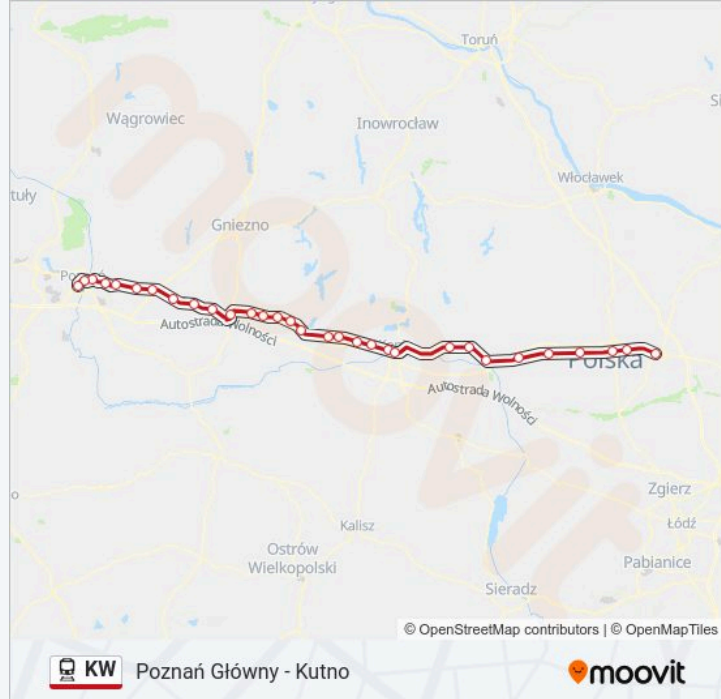 Toruń
Wągrowiec
Inowrocław
Włocławek
Gniezno
Autostrada Wolności
Polska
Autostrada Wolności
Zgierz
Łódź
Kalisz
Pabianice
Ostrów
Wielkopolski
Sieradz
moovit
© OpenStreetMap contributors | © OpenMapTiles
KW Poznań Główny - Kutno
moovit